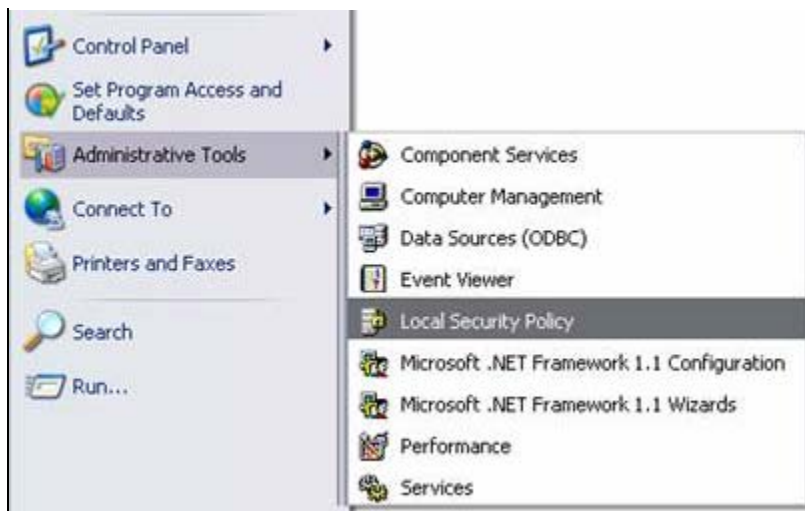 Control Panel
Set Program Access and
Defaults
Administrative Tools
Connect To
Printers and Faxes
Search
Run...
Component Services
Computer Management
Data Sources (ODBC)
Event Viewer
Local Security Policy
Microsoft .NET Framework 1.1 Configuration
Microsoft .NET Framework 1.1 Wizards
Performance
Services